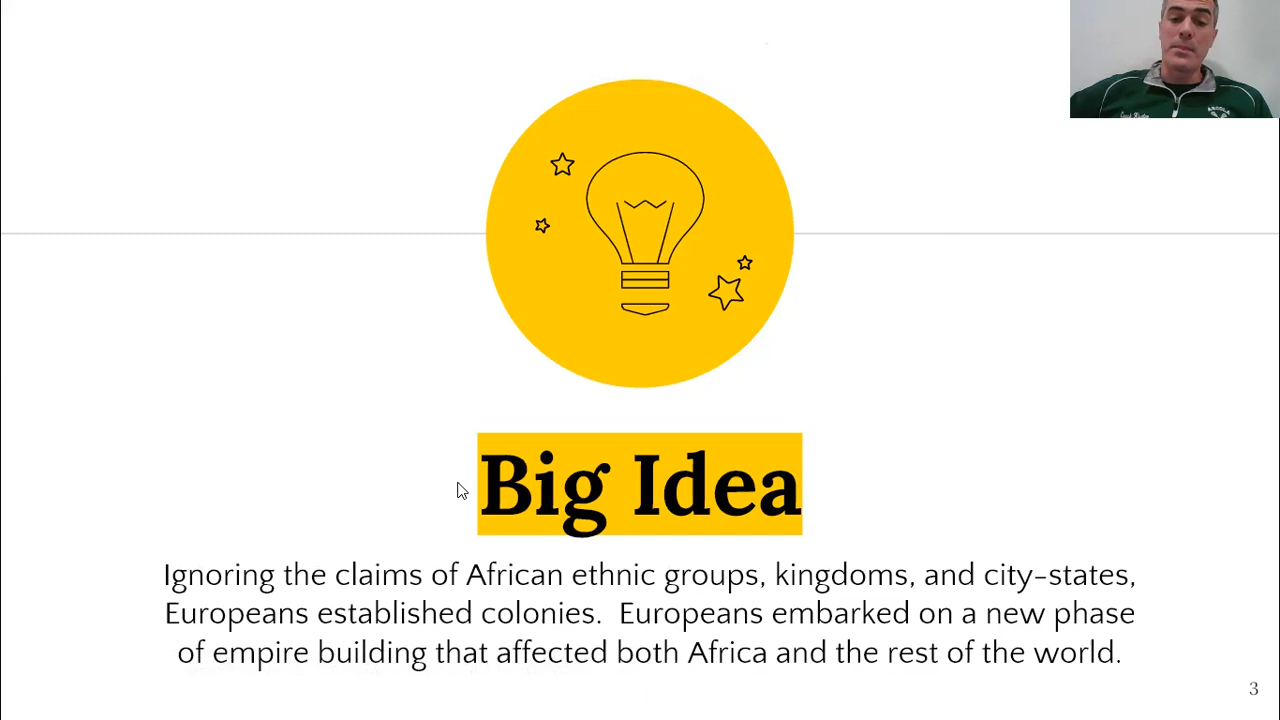 ARCOLA
Big Idea
Ignoring the claims of African ethnic groups, kingdoms, and city-states,
Europeans established colonies.  Europeans embarked on a new phase
of empire building that affected both Africa and the rest of the world.
3